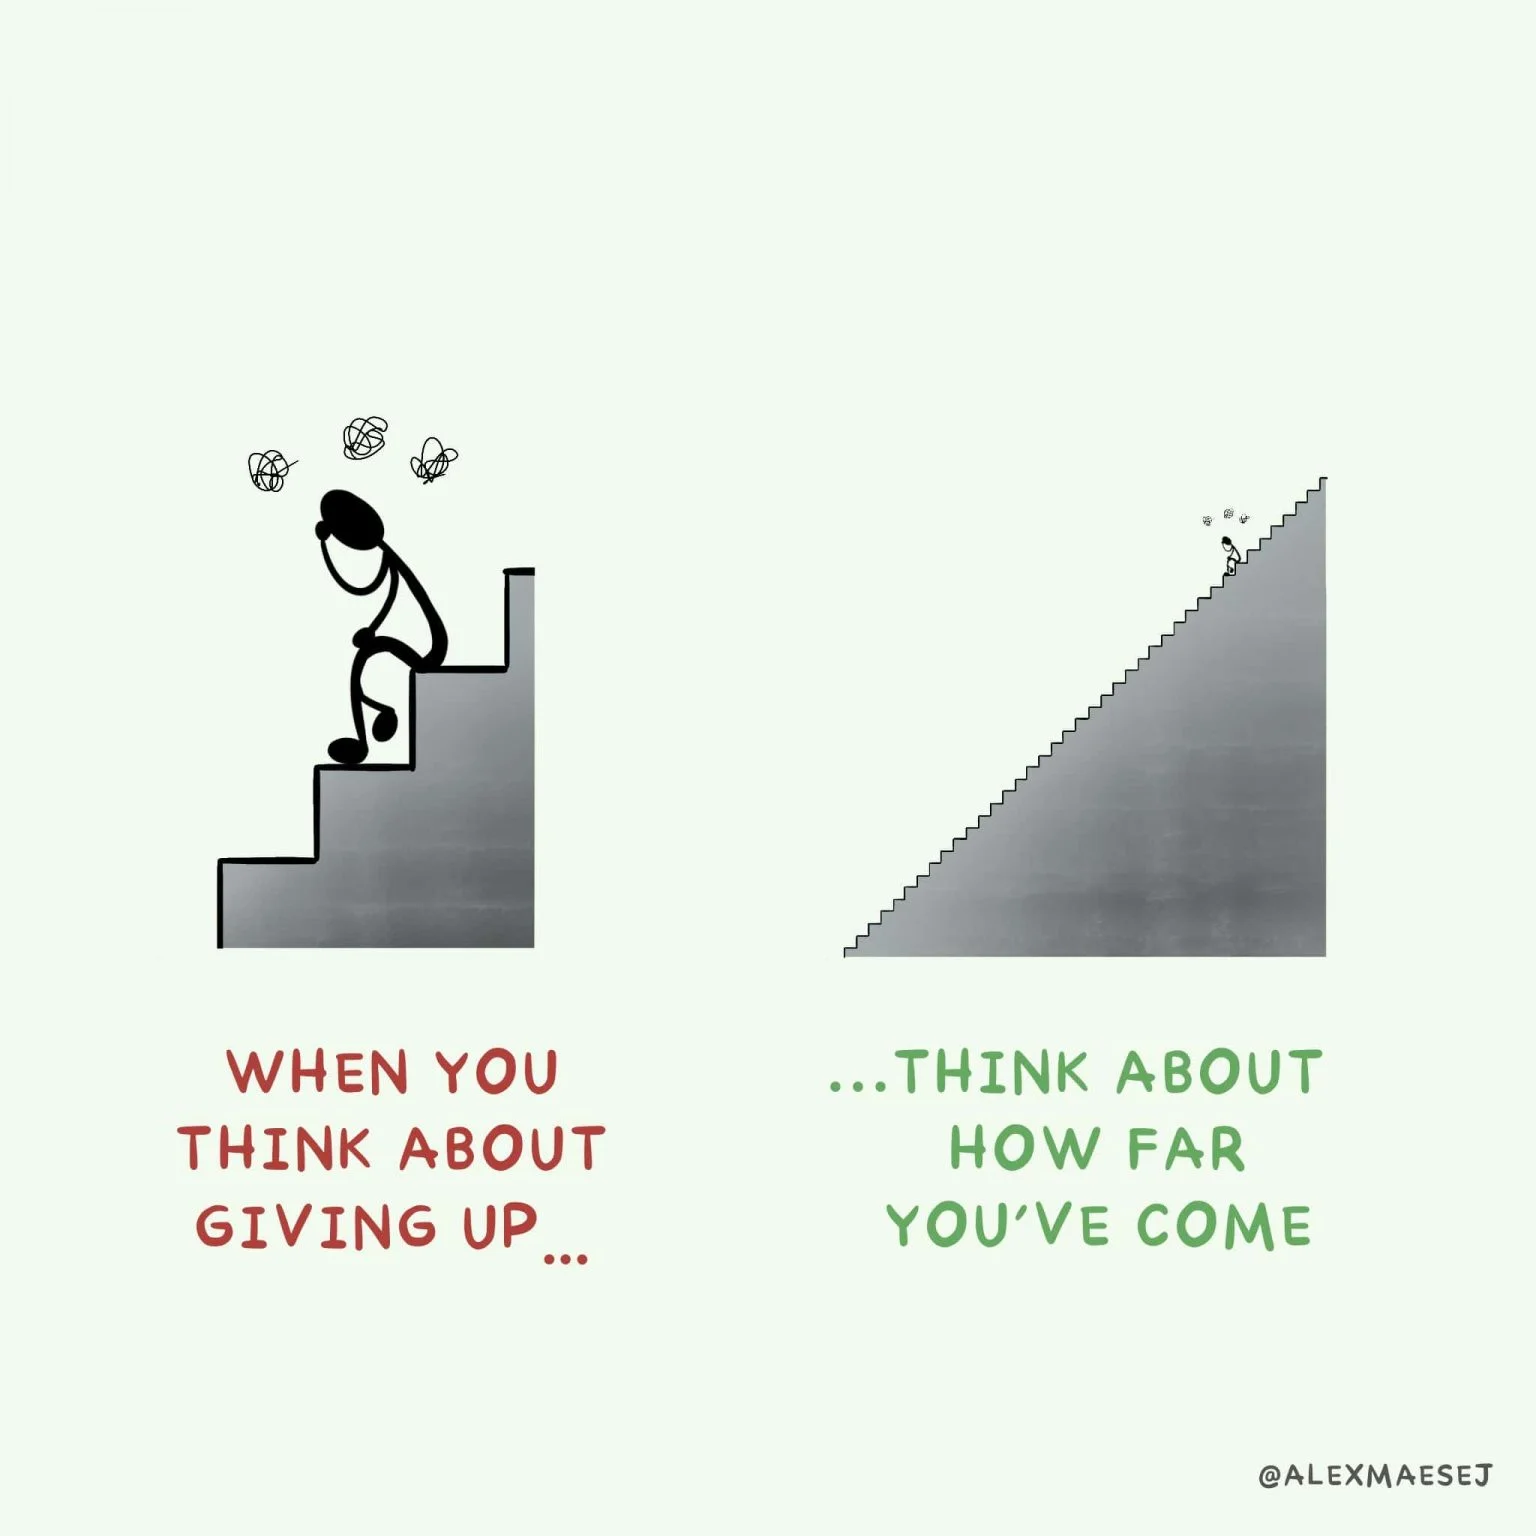 WHEN YOU
THINK ABOUT
GIVING UP...
...THINK ABOUT
HOW FAR
YOU'VE COME
@ALEXMAESEJ